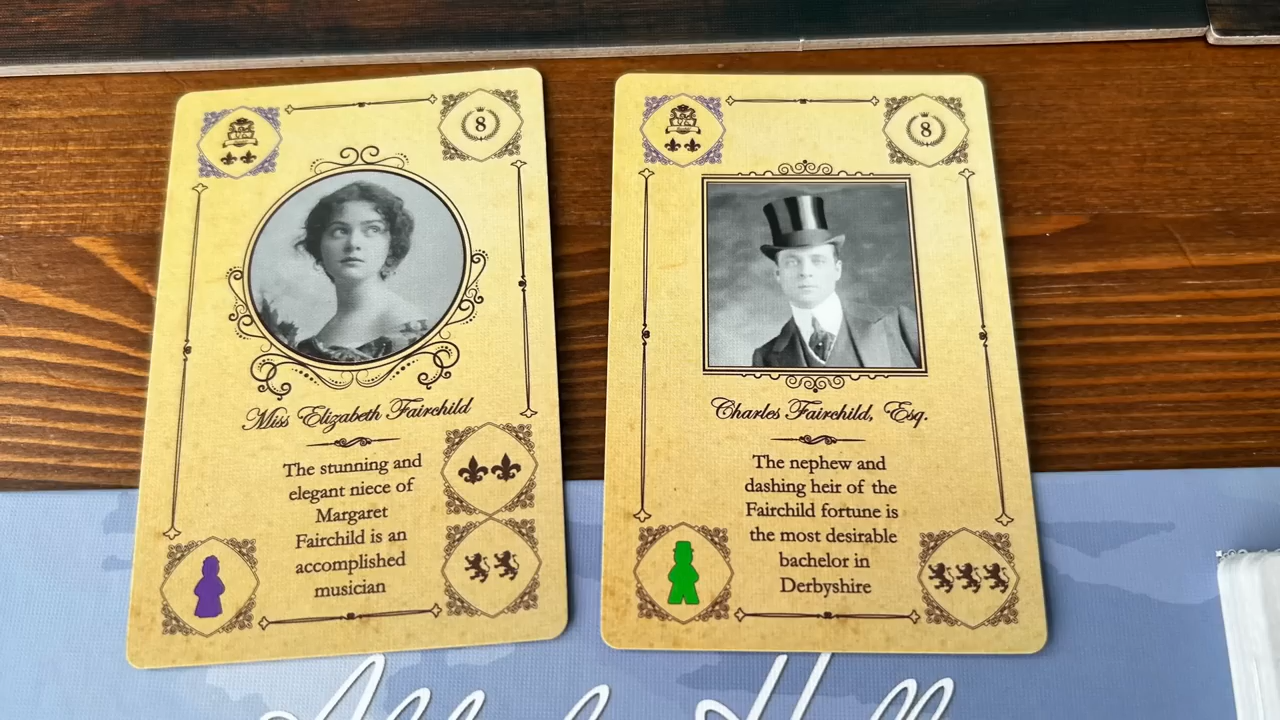 8
Miss Elizabeth Fairchild
The stunning and
elegant niece of
Margaret
Fairchild is an
accomplished
musician
8
Charles Fairchild, Esq.
The nephew and
dashing heir of the
Fairchild fortune is
the most desirable
bachelor in
Derbyshire